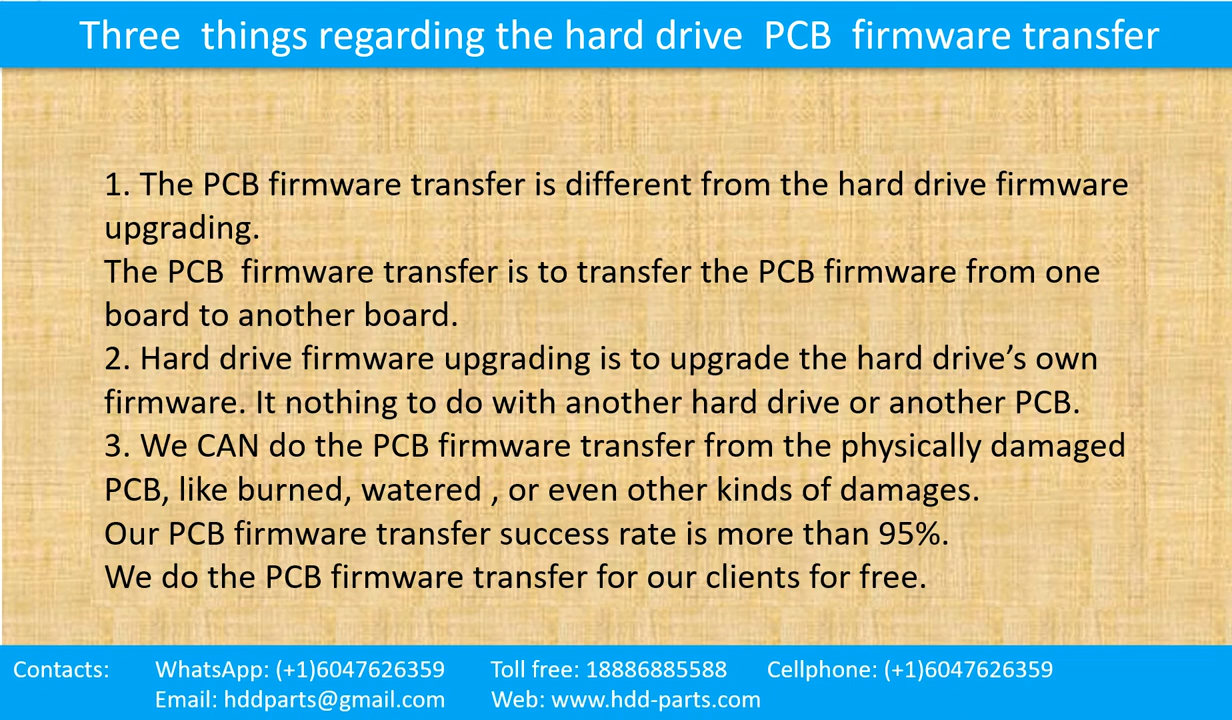 Three things regarding the hard drive PCB firmware transfer
1. The PCB firmware transfer is different from the hard drive firmware
upgrading.
The PCB firmware transfer is to transfer the PCB firmware from one
board to another board.
2. Hard drive firmware upgrading is to upgrade the hard drive’s own
firmware. It nothing to do with another hard drive or another PCB.
3. We CAN do the PCB firmware transfer from the physically damaged
PCB, like burned, watered , or even other kinds of damages.
Our PCB firmware transfer success rate is more than 95%.
We do the PCB firmware transfer for our clients for free.
Contacts: WhatsApp: (+1)6047626359 Toll free: 18886885588 Cellphone: (+1)6047626359
Email: hddparts@gmail.com Web: www.hdd-parts.com